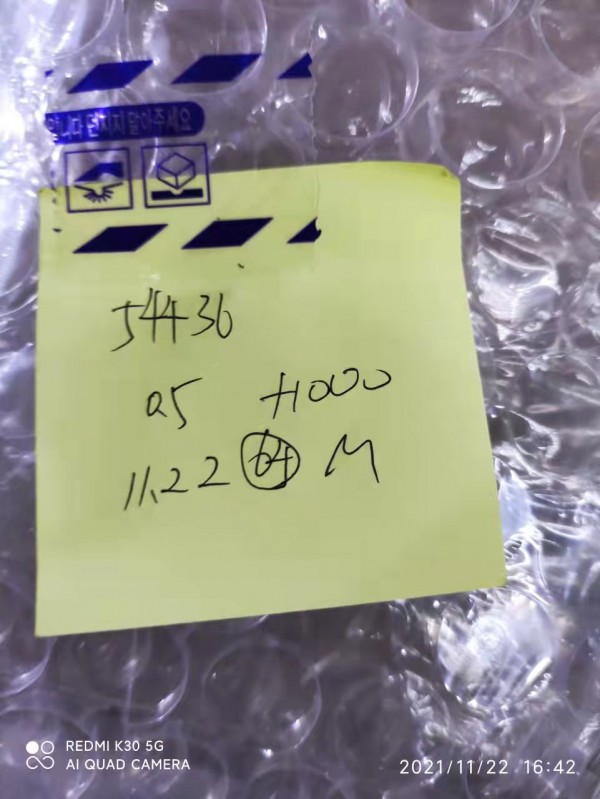 니다 던지지 말아주세요
54436
a5 +1000
11.22 64 M
REDMI K30 5G
AI QUAD CAMERA
2021/11/22 16:42